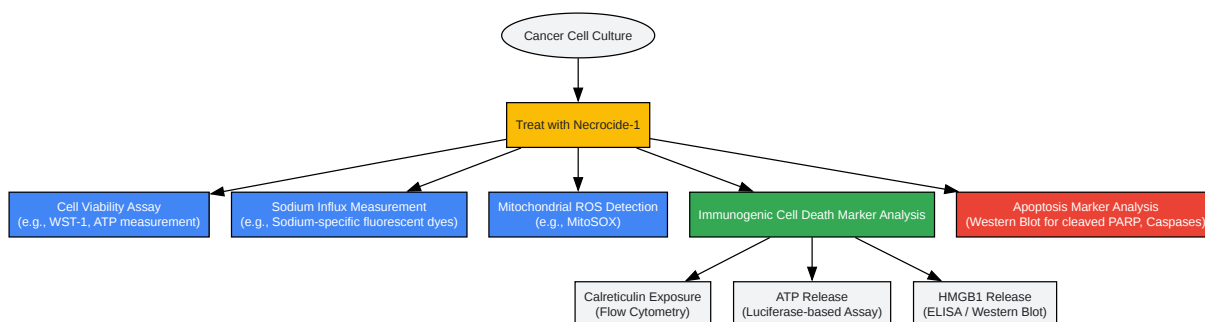 Cancer Cell Culture
Treat with Necrocide-1
Cell Viability Assay
(e.g., WST-1, ATP measurement)
Sodium Influx Measurement
(e.g., Sodium-specific fluorescent dyes)
Mitochondrial ROS Detection
(e.g., MitoSOX)
Immunogenic Cell Death Marker Analysis
Apoptosis Marker Analysis
(Western Blot for cleaved PARP, Caspases)
Calreticulin Exposure
(Flow Cytometry)
ATP Release
(Luciferase-based Assay)
HMGB1 Release
(ELISA / Western Blot)